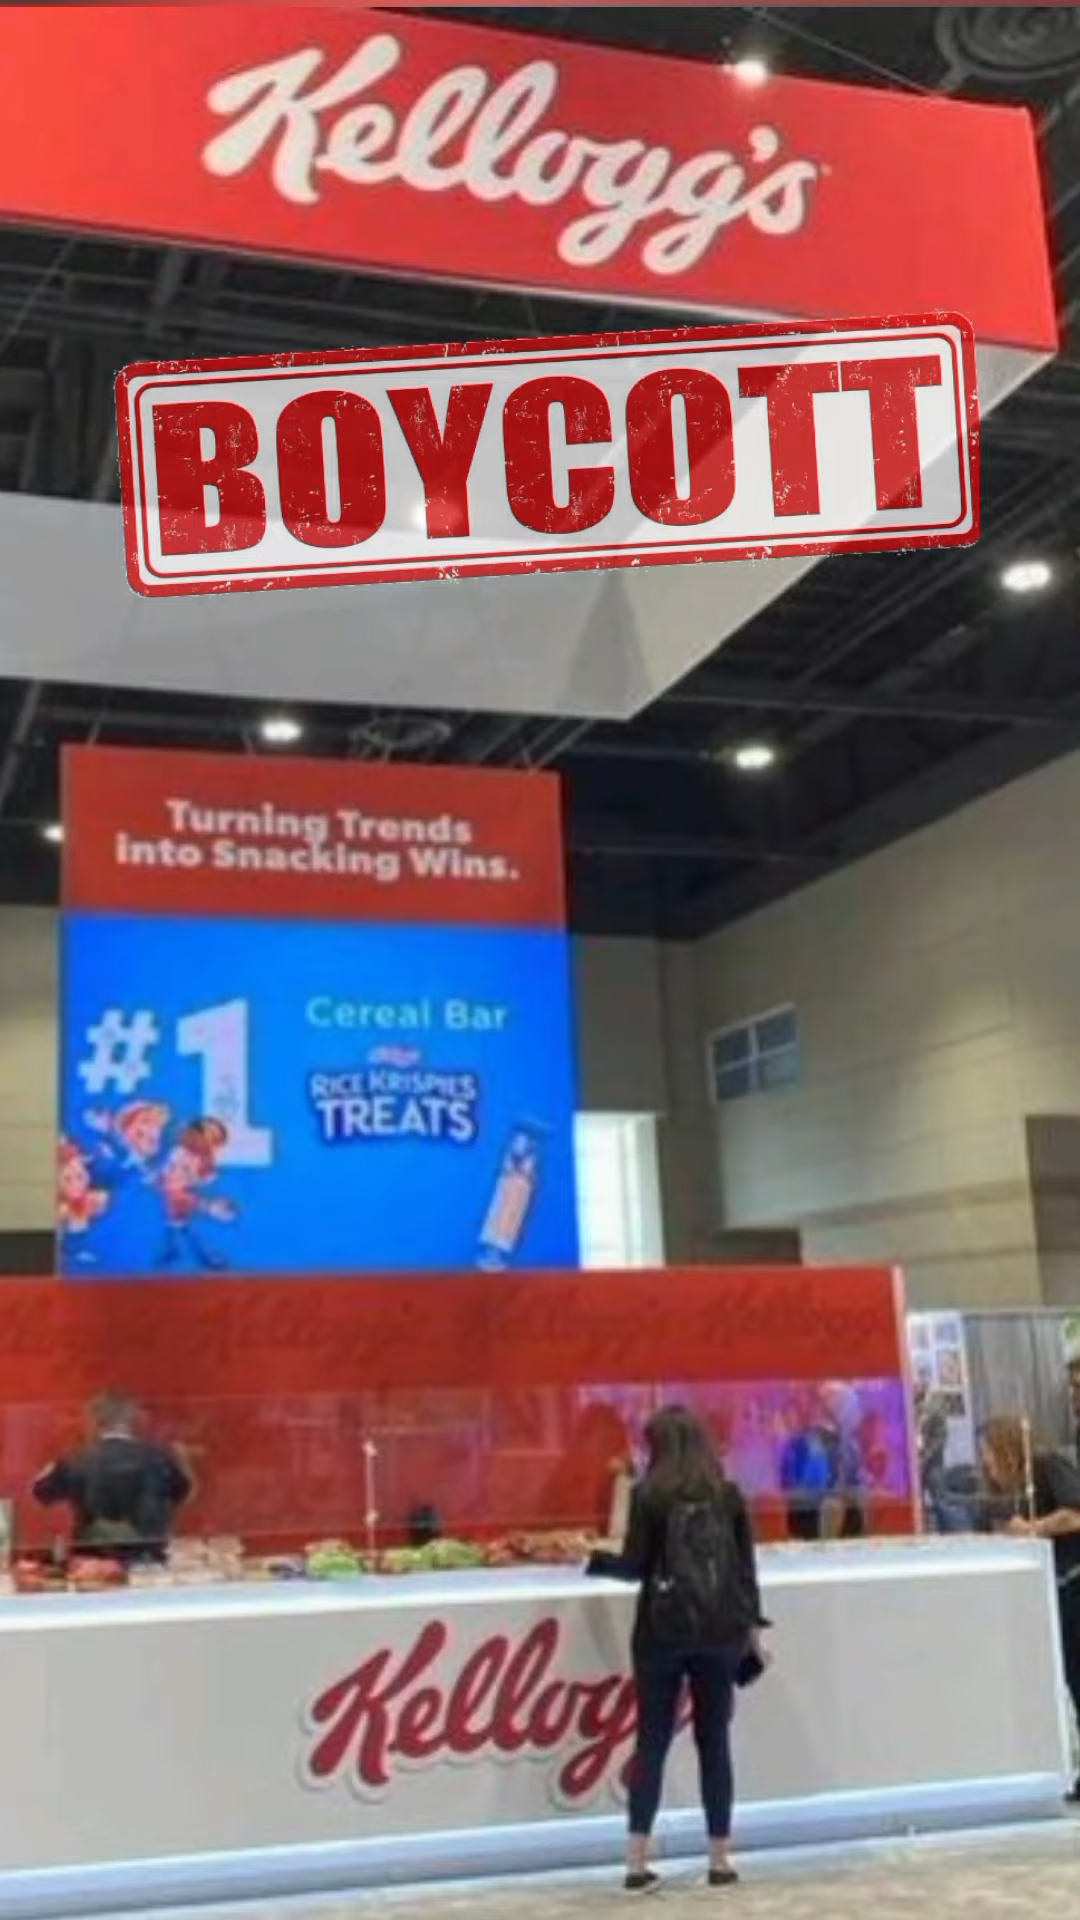 Kellogg's
BOYCOTT
Turning Trends
into Snacking Wins.
#1
Cereal Bar
RICE KRISPIES
TREATS
Kellogg